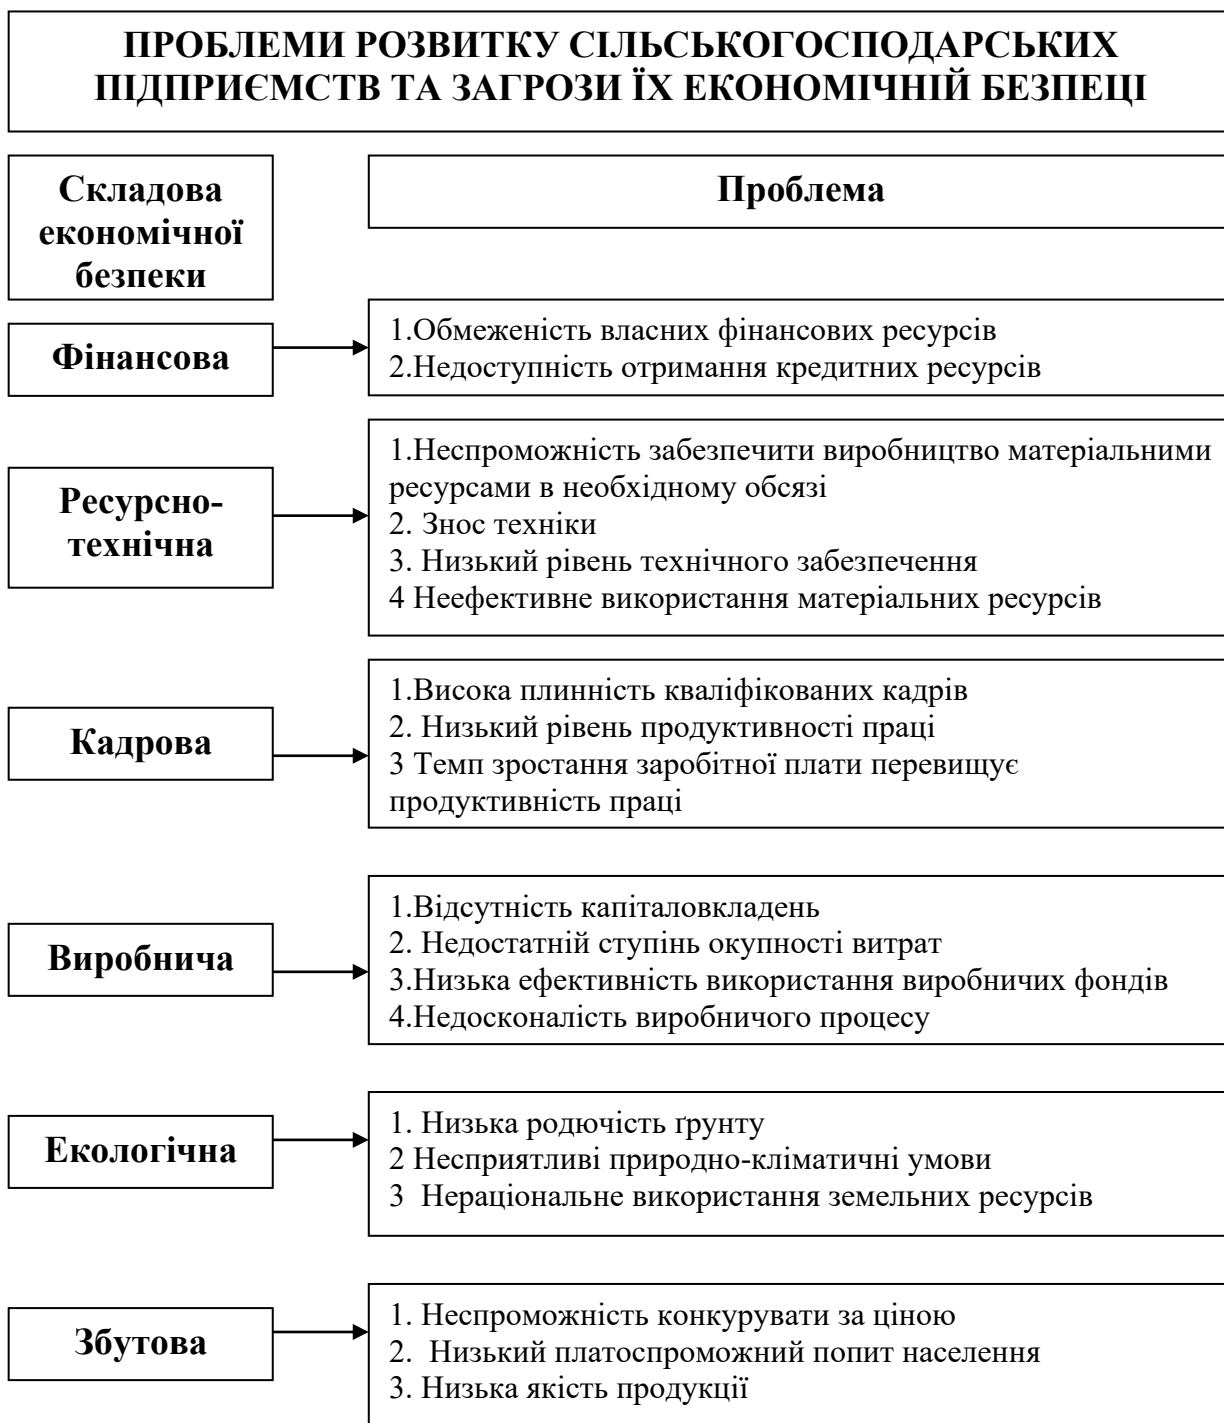 ПРОБЛЕМИ РОЗВИТКУ СІЛЬСЬКОГОСПОДАРСЬКИХ
ПІДПРИЄМСТВ ТА ЗАГРОЗИ ЇХ ЕКОНОМІЧНІЙ БЕЗПЕЦІ
Складова
економічної
безпеки
Проблема
Фінансова
1.Обмеженість власних фінансових ресурсів
2.Недоступність отримання кредитних ресурсів
Ресурсно-
технічна
1.Неспроможність забезпечити виробництво матеріальними
ресурсами в необхідному обсязі
2. Знос техніки
3. Низький рівень технічного забезпечення
4 Неефективне використання матеріальних ресурсів
Кадрова
1.Висока плинність кваліфікованих кадрів
2. Низький рівень продуктивності праці
3 Темп зростання заробітної плати перевищує
продуктивність праці
Виробнича
1.Відсутність капіталовкладень
2. Недостатній ступінь окупності витрат
3.Низька ефективність використання виробничих фондів
4.Недосконалість виробничого процесу
Екологічна
1. Низька родючість ґрунту
2 Несприятливі природно-кліматичні умови
3  Нераціональне використання земельних ресурсів
Збутова
1. Неспроможність конкурувати за ціною
2.  Низький платоспроможний попит населення
3. Низька якість продукції